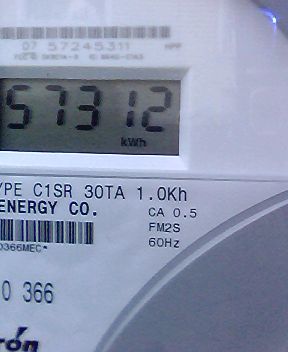 07 57245311
57312
kWh
YPE C1SR 30TA 1.0Kh
ENERGY CO.
CA 0.5
FM2S
60Hz
0366MEC*
0 366
rón